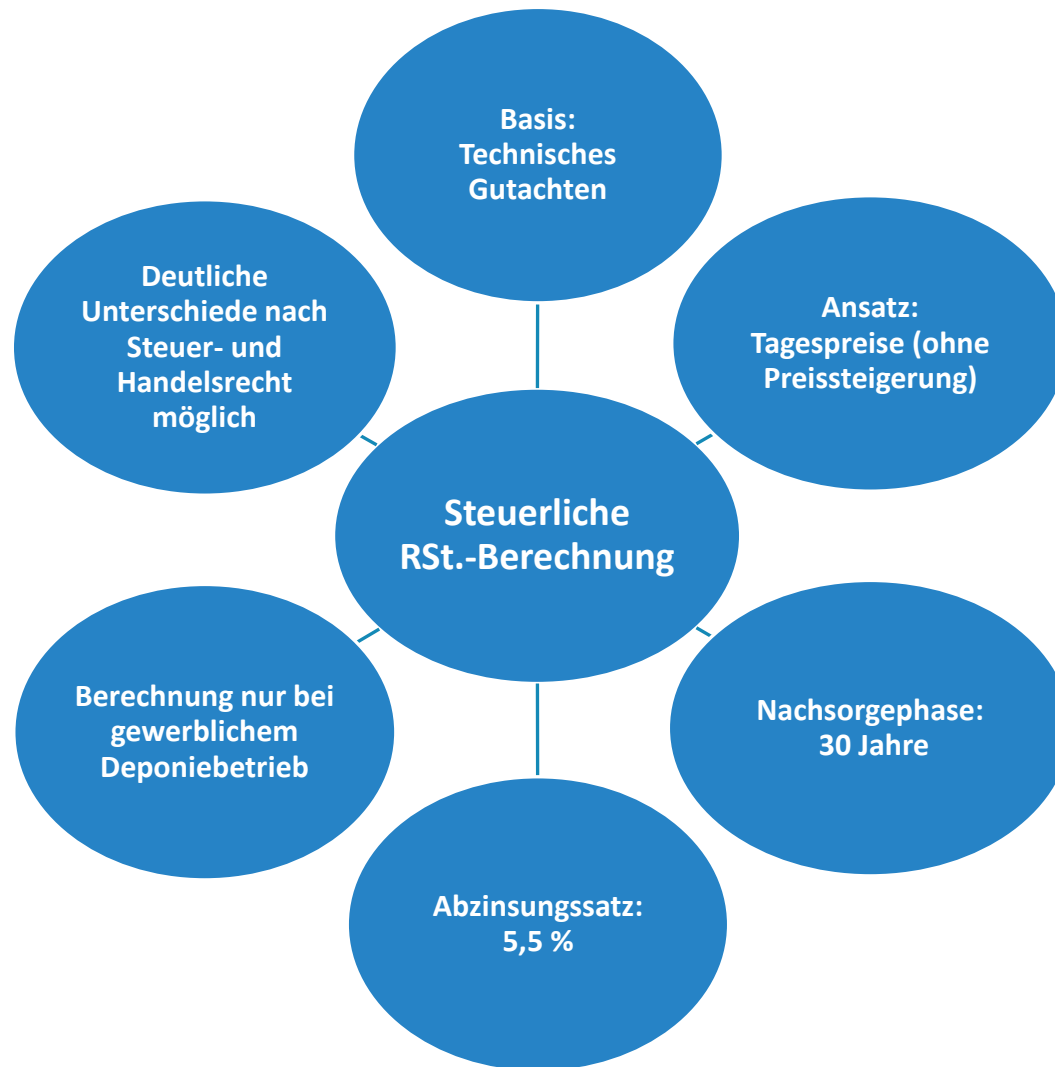 Basis:
Technisches
Gutachten
Deutliche
Unterschiede nach
Steuer- und
Handelsrecht
möglich
Ansatz:
Tagespreise (ohne
Preissteigerung)
Steuerliche
RSt.-Berechnung
Berechnung nur bei
gewerblichem
Deponiebetrieb
Nachsorgephase:
30 Jahre
Abzinsungssatz:
5,5 %